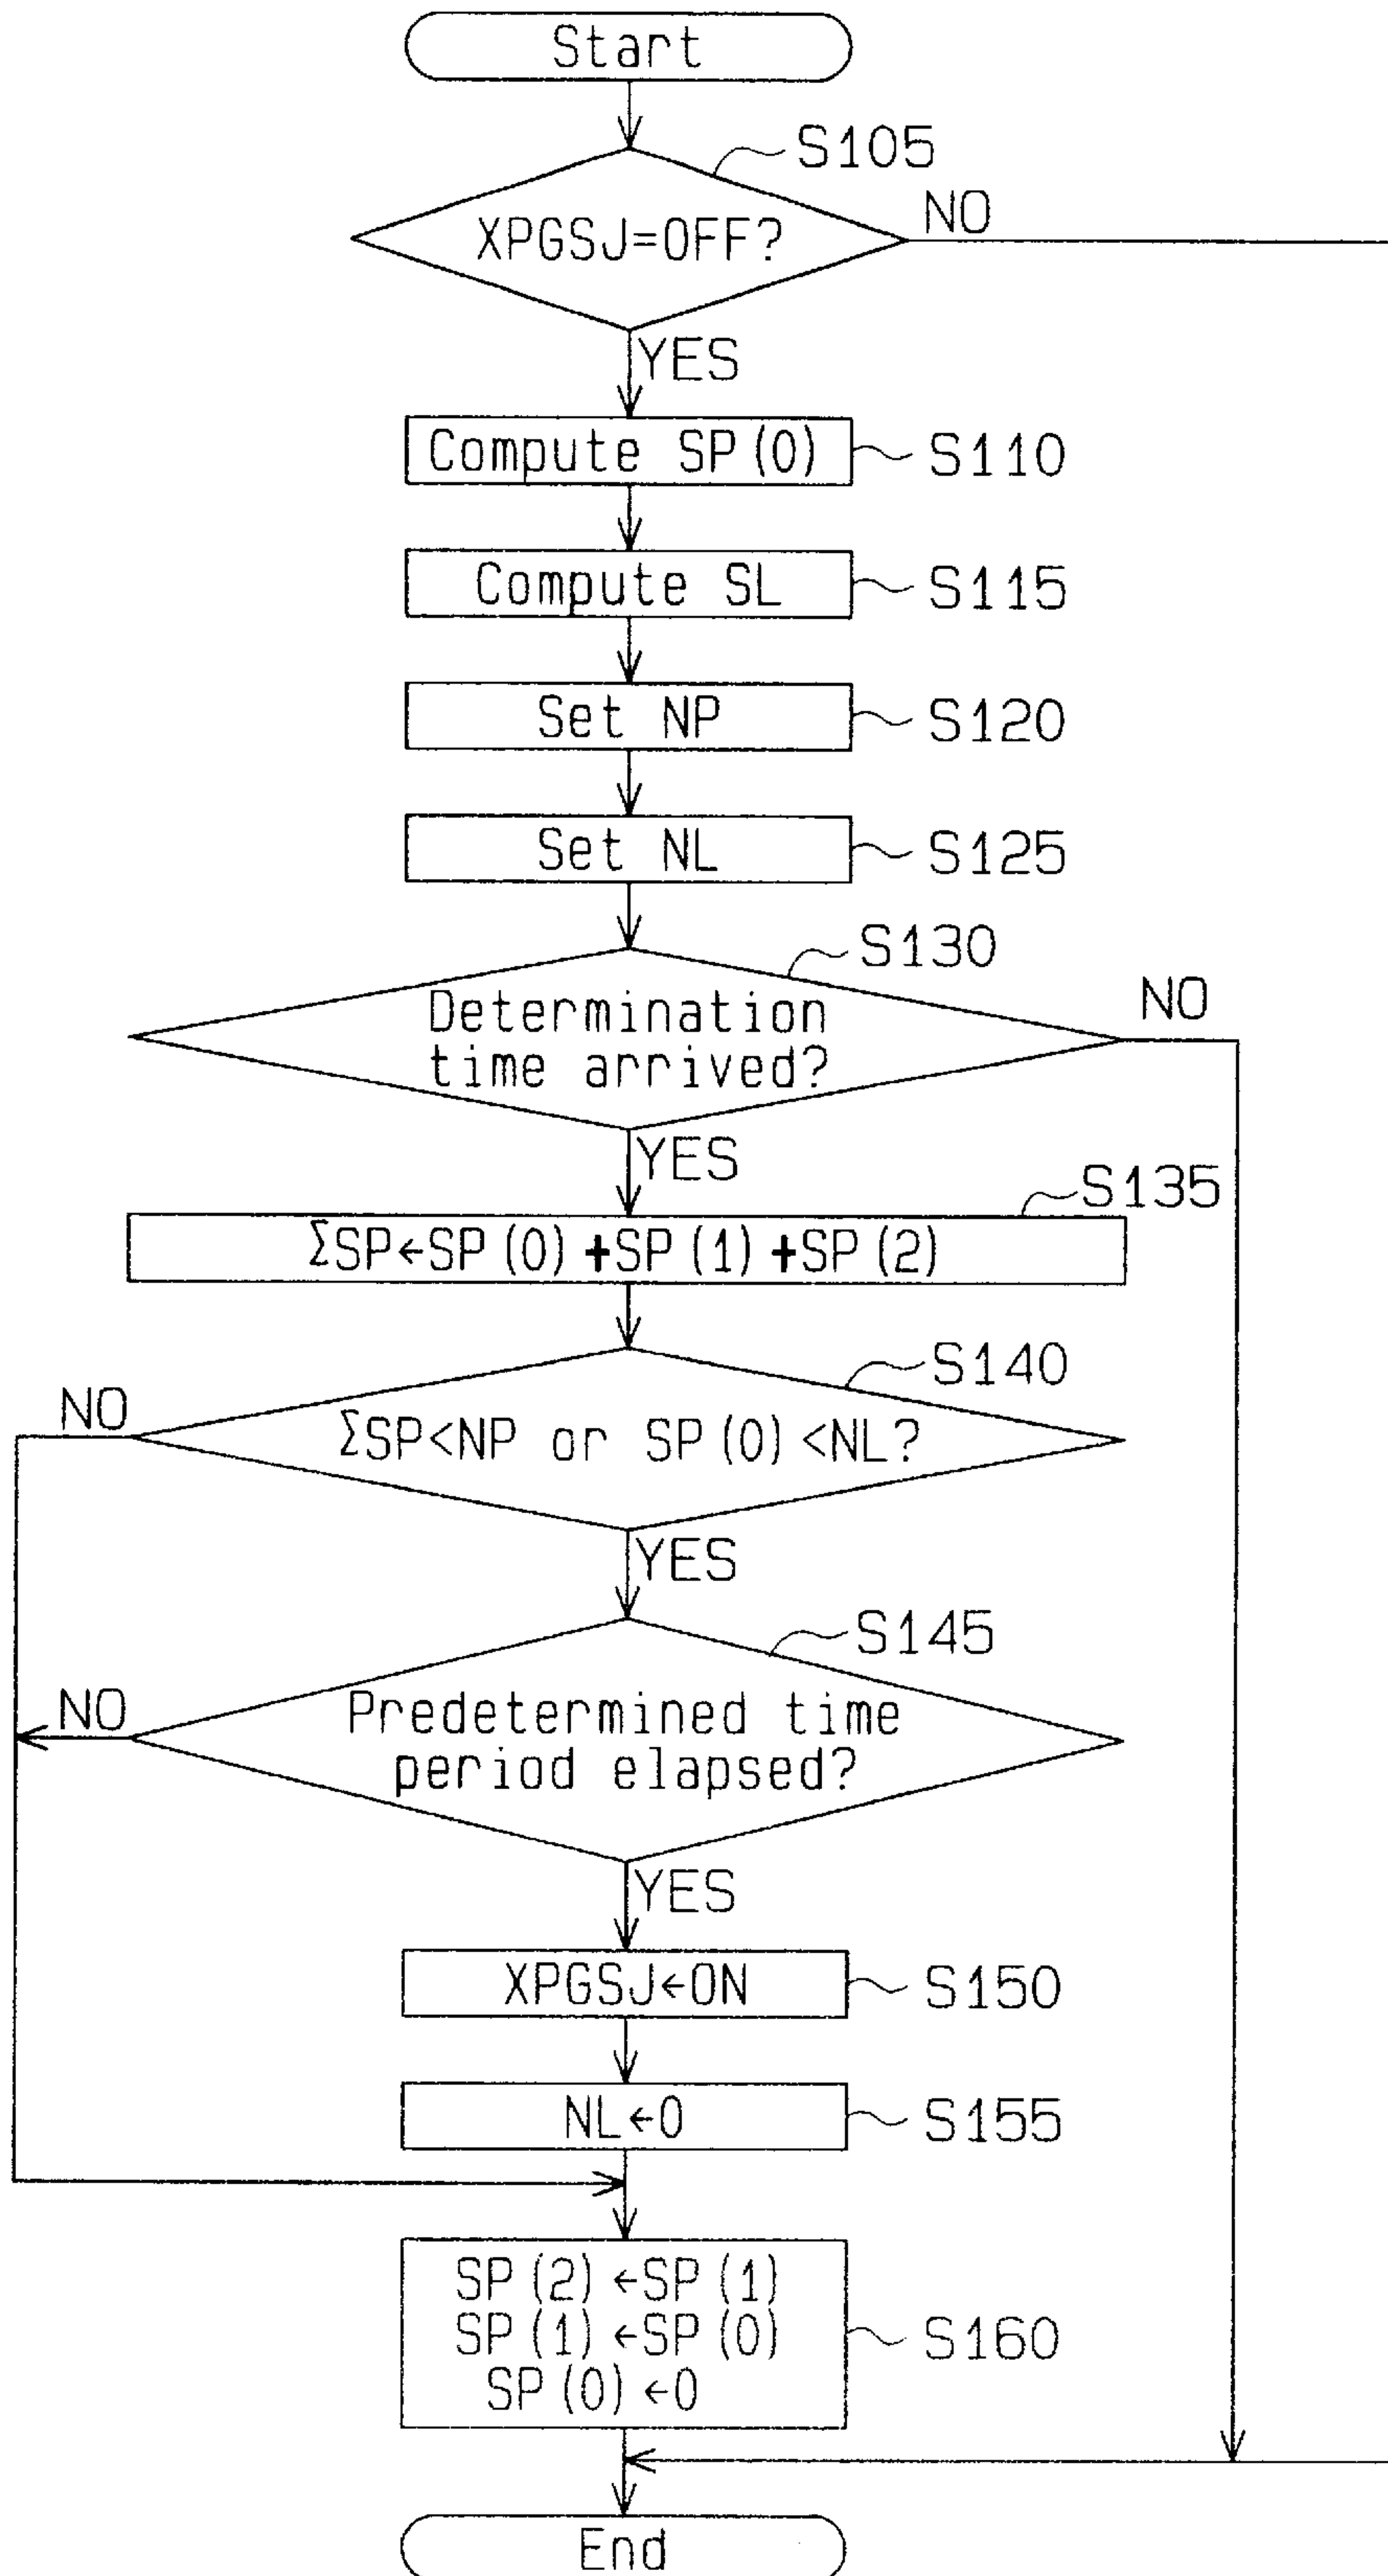 Start
S105
XPGSJ=OFF?
NO
YES
Compute SP(0)
S110
Compute SL
S115
Set NP
S120
Set NL
S125
S130
Determination
time arrived?
NO
YES
S135
ΣSP←SP(0)+SP(1)+SP(2)
S140
NO
ΣSP<NP or SP(0)<NL?
YES
S145
NO
Predetermined time
period elapsed?
YES
XPGSJ←ON
S150
NL←0
S155
SP(2)←SP(1)
SP(1)←SP(0)
SP(0)←0
S160
End